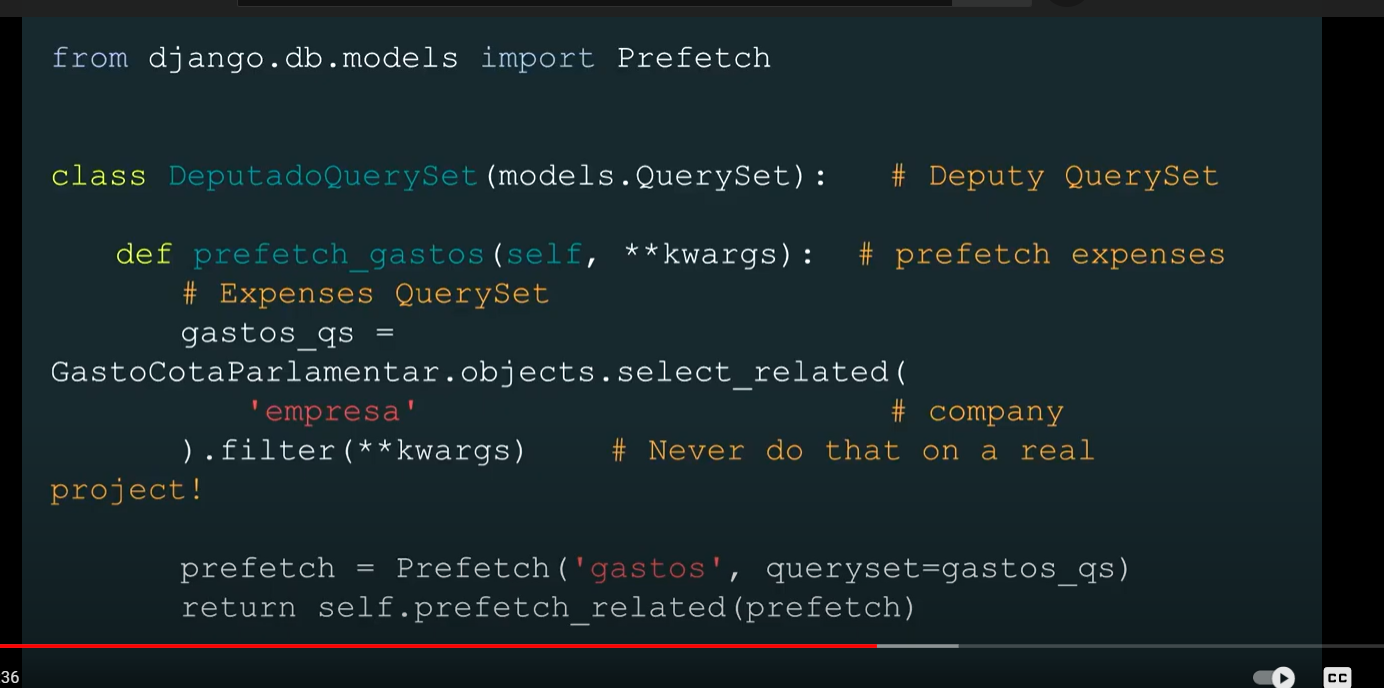 from django.db.models import Prefetch
class DeputadoQuerySet(models.QuerySet):   # Deputy QuerySet
def prefetch_gastos(self, **kwargs):  # prefetch expenses
# Expenses QuerySet
gastos_qs =
GastoCotaParlamentar.objects.select_related(
'empresa'                        # company
).filter(**kwargs)    # Never do that on a real
project!
prefetch = Prefetch('gastos', queryset=gastos_qs)
return self.prefetch_related(prefetch)
36
CC